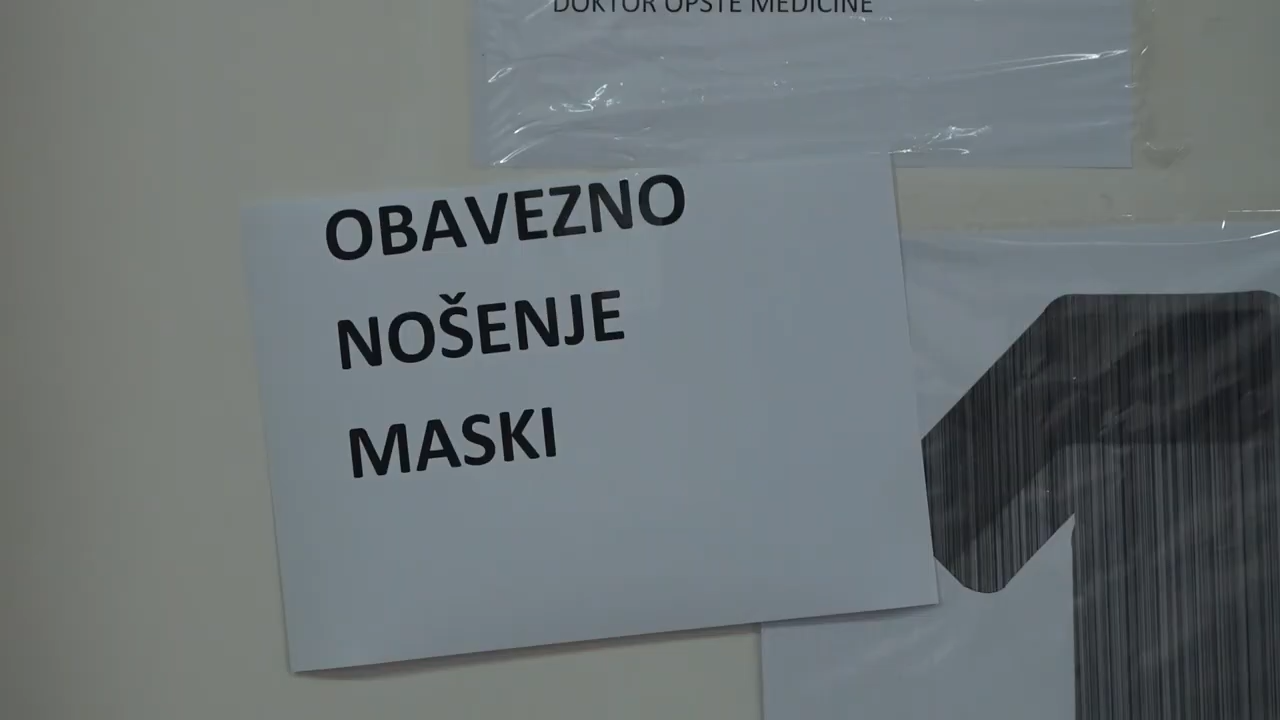 DOKTOR OPŠTE MEDICINE
OBAVEZNO
NOŠENJE
MASKI
1